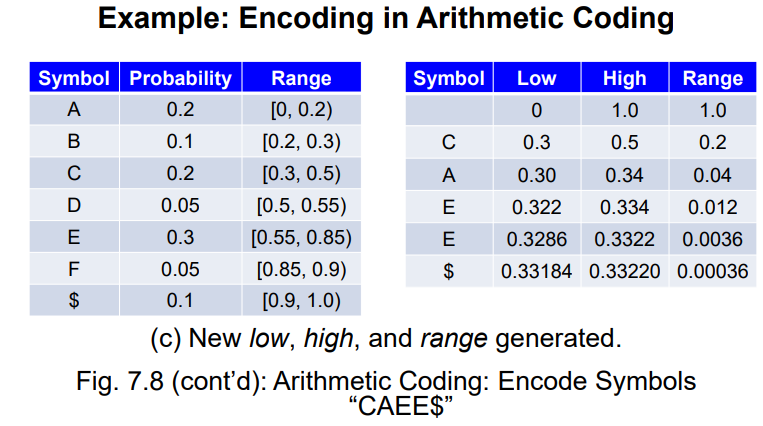 Example: Encoding in Arithmetic Coding
Symbol Probability Range
A 0.2 [0, 0.2)
B 0.1 [0.2, 0.3)
C 0.2 [0.3, 0.5)
D 0.05 [0.5, 0.55)
E 0.3 [0.55, 0.85)
F 0.05 [0.85, 0.9)
$ 0.1 [0.9, 1.0)
Symbol Low High Range
0 1.0 1.0
C 0.3 0.5 0.2
A 0.30 0.34 0.04
E 0.322 0.334 0.012
E 0.3286 0.3322 0.0036
$ 0.33184 0.33220 0.00036
(c) New low, high, and range generated.
Fig. 7.8 (cont’d): Arithmetic Coding: Encode Symbols
“CAEE$”